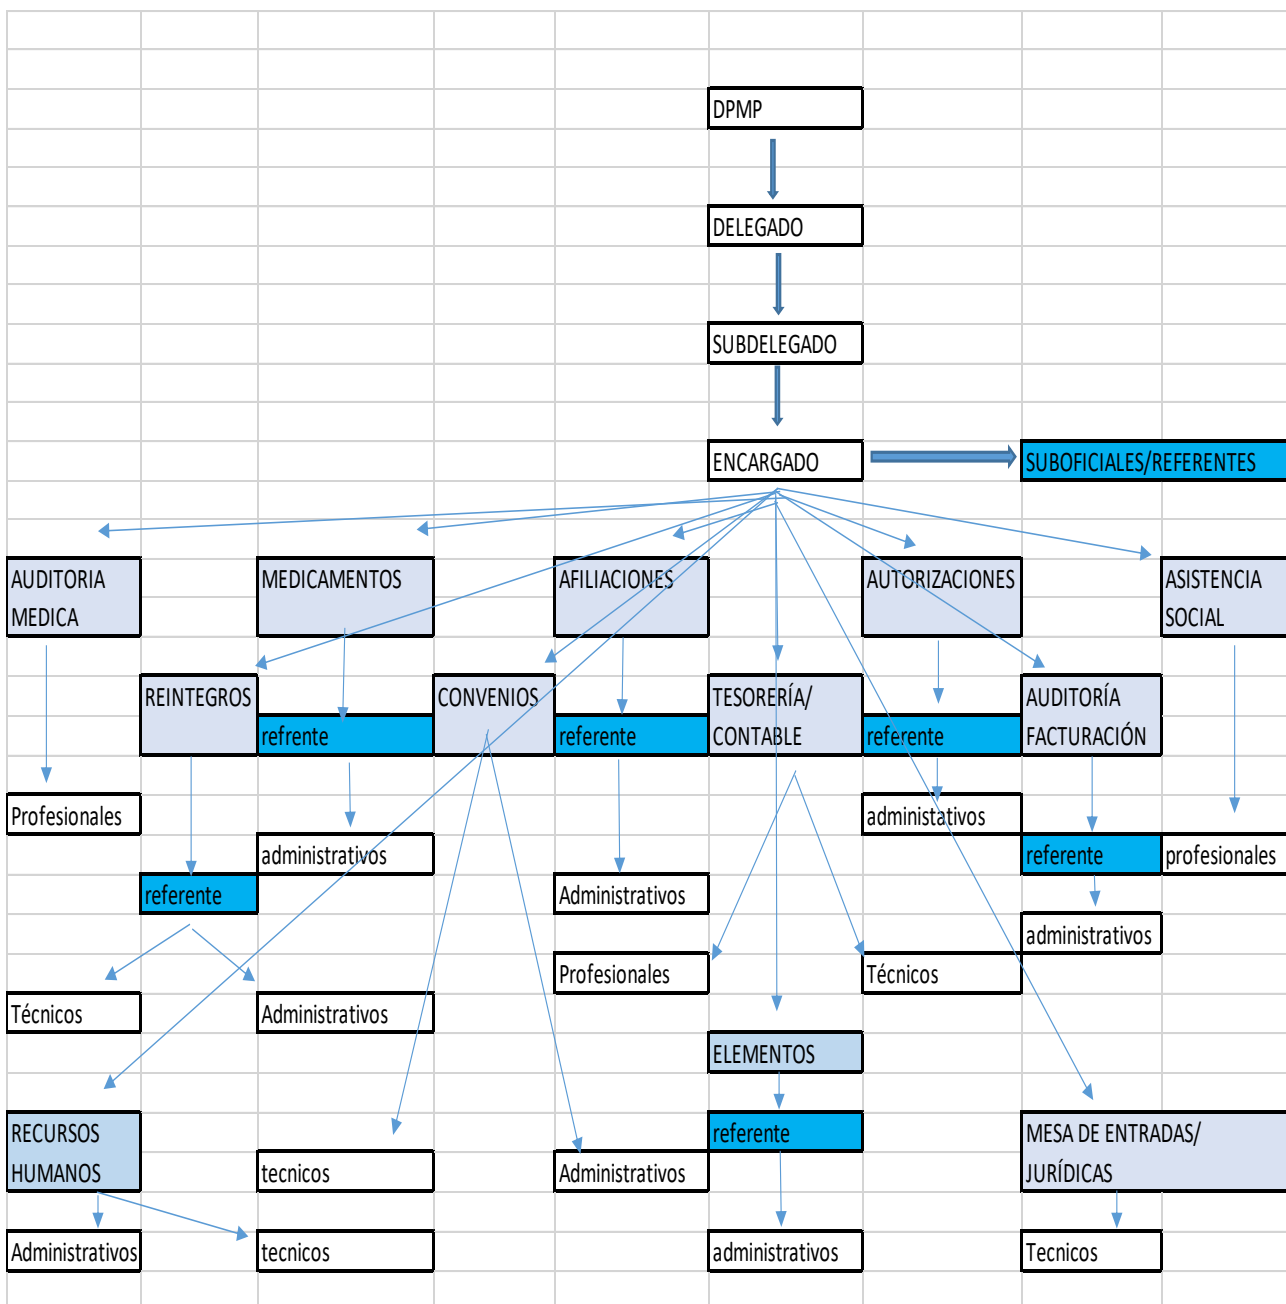 DPMP
DELEGADO
SUBDELEGADO
ENCARGADO
SUBOFICIALES/REFERENTES
AUDITORIA
MEDICA
MEDICAMENTOS
AFILIACIONES
AUTORIZACIONES
ASISTENCIA
SOCIAL
REINTEGROS
refrente
CONVENIOS
referente
TESORERÍA/
CONTABLE
referente
AUDITORÍA
FACTURACIÓN
Profesionales
administativos
administrativos
referente
profesionales
referente
Administrativos
administrativos
Profesionales
Técnicos
Técnicos
Administrativos
ELEMENTOS
RECURSOS
HUMANOS
referente
MESA DE ENTRADAS/
JURÍDICAS
tecnicos
Administrativos
Administrativos
tecnicos
administrativos
Tecnicos